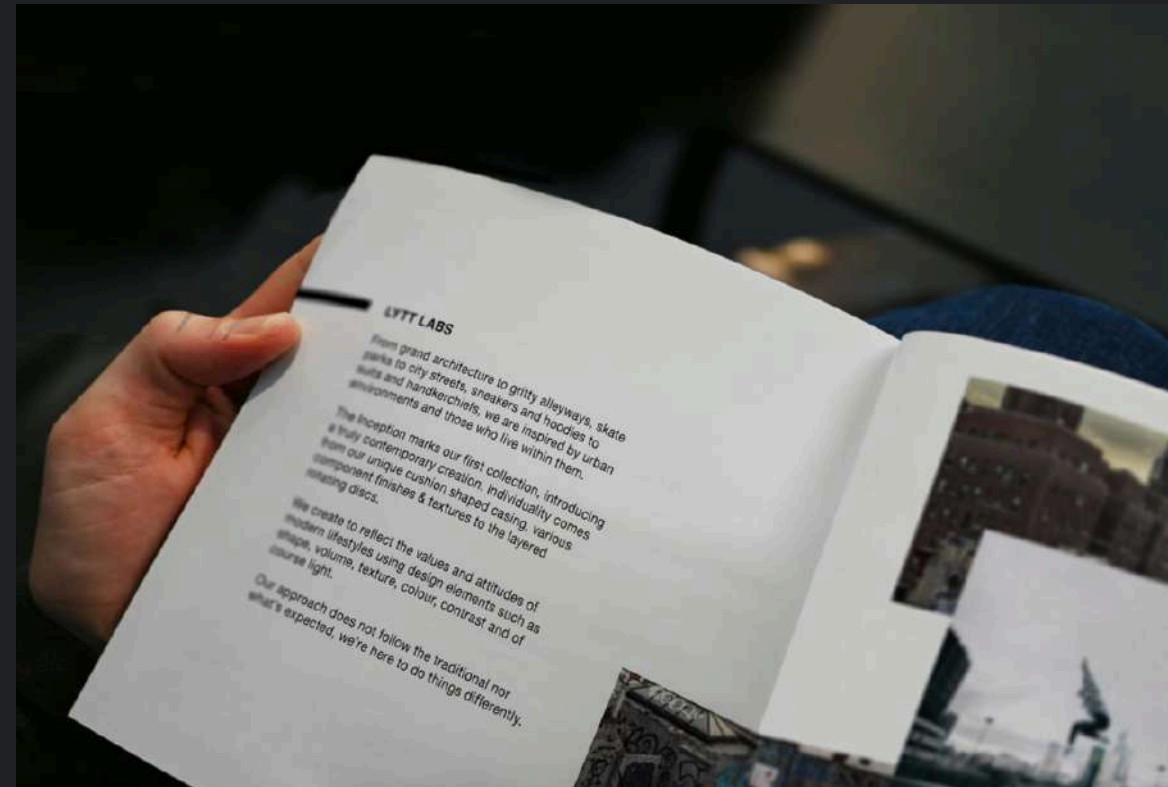 LYTT LABS
From grand architecture to gritty alleyways, skate
parks to city streets, sneakers and hoodies to
suits and handkerchiefs, we are inspired by urban
environments and those who live within them.
The Inception marks our first collection, introducing
a truly contemporary creation. Individuality comes
from our unique cushion shaped casing, various
component finishes & textures to the layered
rotating discs.
We create to reflect the values and attitudes of
modern lifestyles using design elements such as
shape, volume, texture, colour, contrast and of
course light.
Our approach does not follow the traditional nor
what's expected, we're here to do things differently.